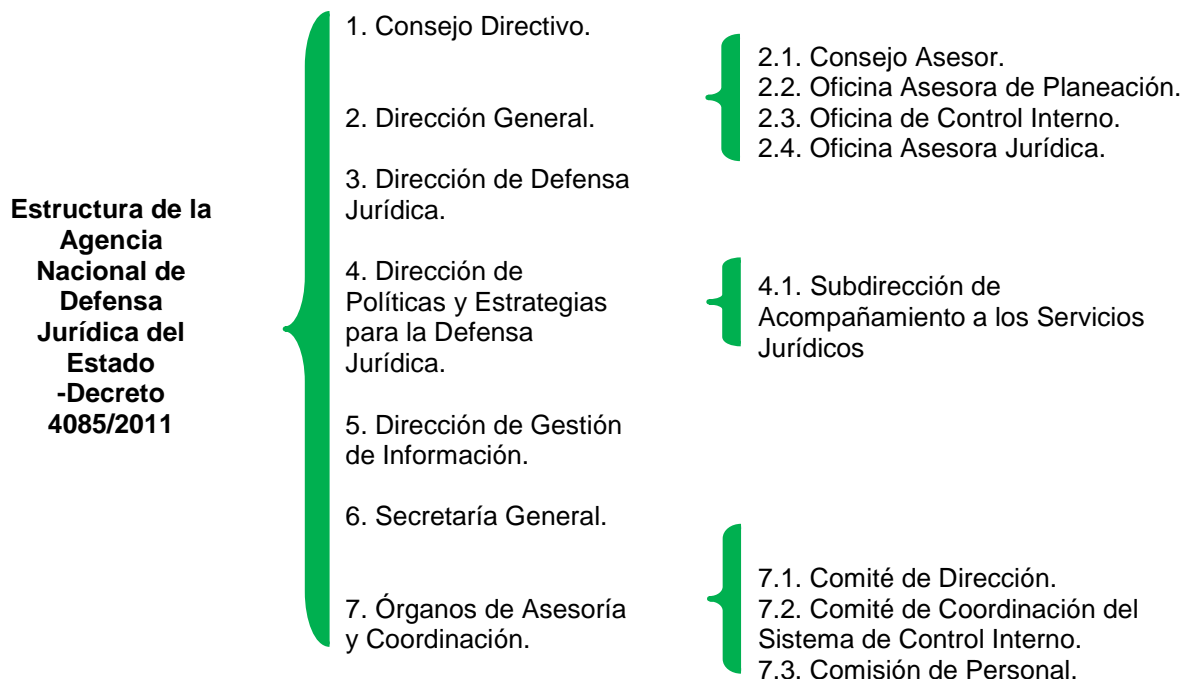 Estructura de la
Agencia
Nacional de
Defensa
Jurídica del
Estado
-Decreto
4085/2011
1. Consejo Directivo.
2. Dirección General.
2.1. Consejo Asesor.
2.2. Oficina Asesora de Planeación.
2.3. Oficina de Control Interno.
2.4. Oficina Asesora Jurídica.
3. Dirección de Defensa
Jurídica.
4. Dirección de
Políticas y Estrategias
para la Defensa
Jurídica.
4.1. Subdirección de
Acompañamiento a los Servicios
Jurídicos
5. Dirección de Gestión
de Información.
6. Secretaría General.
7. Órganos de Asesoría
y Coordinación.
7.1. Comité de Dirección.
7.2. Comité de Coordinación del
Sistema de Control Interno.
7.3. Comisión de Personal.